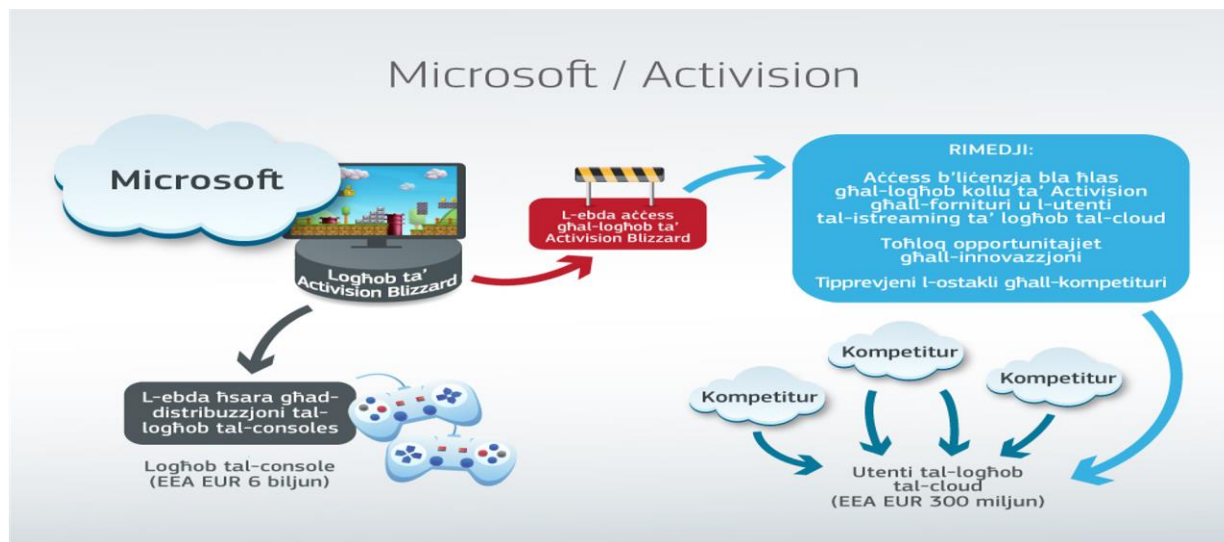 Microsoft / Activision
Microsoft
Logħob ta'
Activision Blizzard
L-ebda aċċess
għal-logħob ta'
Activision Blizzard
RIMEDJI:
Aċċess b'liċenzja bla ħlas
għal-logħob kollu ta' Activision
għall-fornituri u l-utenti
tal-istreaming ta' logħob tal-cloud
Toħloq opportunitajiet
għall-innovazzjoni
Tipprevjeni l-ostakli għall-kompetituri
L-ebda ħsara għad-
distribuzzjoni tal-
logħob tal-consoles
Logħob tal-console
(EEA EUR 6 biljun)
Kompetitur
Kompetitur
Kompetitur
Utenti tal-logħob
tal-cloud
(EEA EUR 300 miljun)